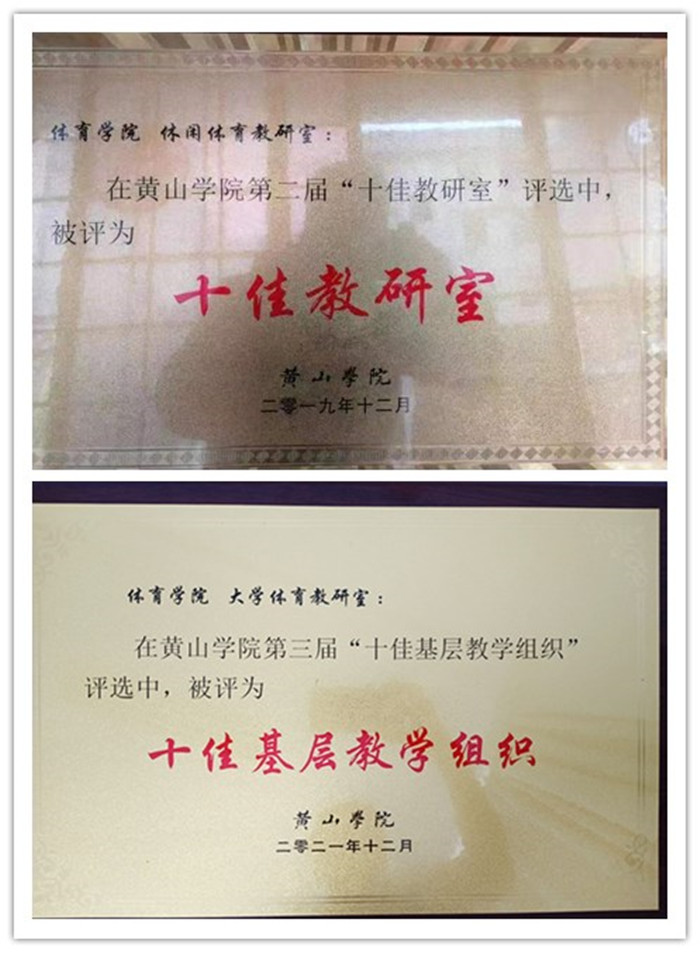 体育学院 休闲体育教研室：
在黄山学院第二届“十佳教研室”评选中，
被评为
十佳教研室
黄山學院
二零一九年十二月
体育学院 大学体育教研室：
在黄山学院第三届“十佳基层教学组织”
评选中，被评为
十佳基层教学组织
黄山學院
二零二一年十二月